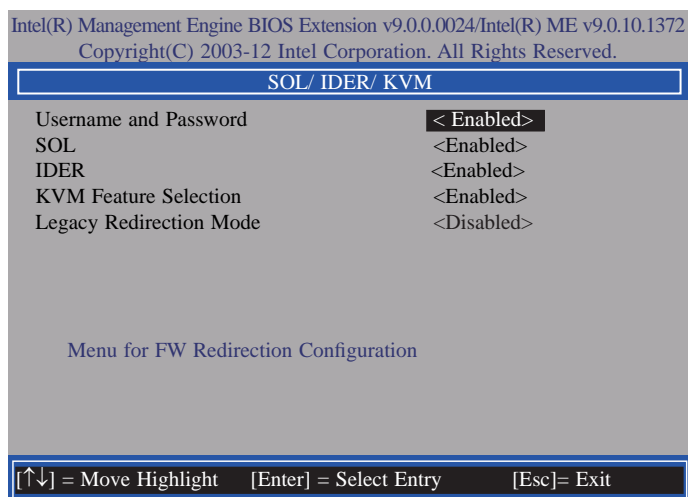 Intel(R) Management Engine BIOS Extension v9.0.0.0024/Intel(R) ME v9.0.10.1372
Copyright(C) 2003-12 Intel Corporation. All Rights Reserved.
SOL/ IDER/ KVM
Username and Password < Enabled>
SOL <Enabled>
IDER <Enabled>
KVM Feature Selection <Enabled>
Legacy Redirection Mode <Disabled>
Menu for FW Redirection Configuration
[↑↓] = Move Highlight [Enter] = Select Entry [Esc]= Exit